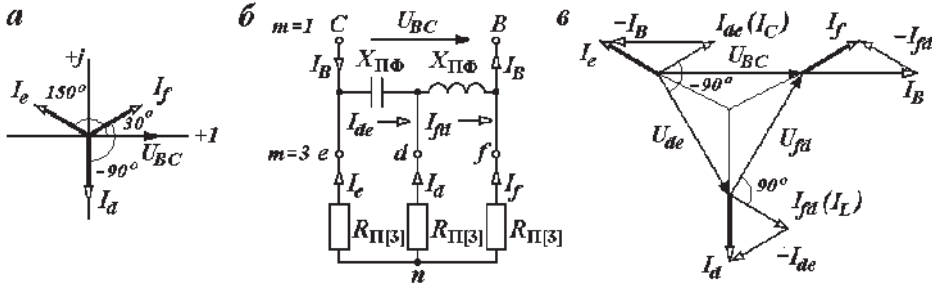 а
+j
I_e
150°
I_f
30°
+1
-90°
U_BC
I_d
б
m=1
C
U_BC
B
I_B
X_ПФ
X_ПФ
I_B
I_de
I_fd
m=3
e
d
f
I_e
I_d
I_f
R_П[3]
R_П[3]
R_П[3]
n
в
-I_B
I_de (I_C)
I_f
-I_fd
I_e
U_BC
I_B
-90°
U_de
U_fd
90°
I_fd (I_L)
I_d
-I_de